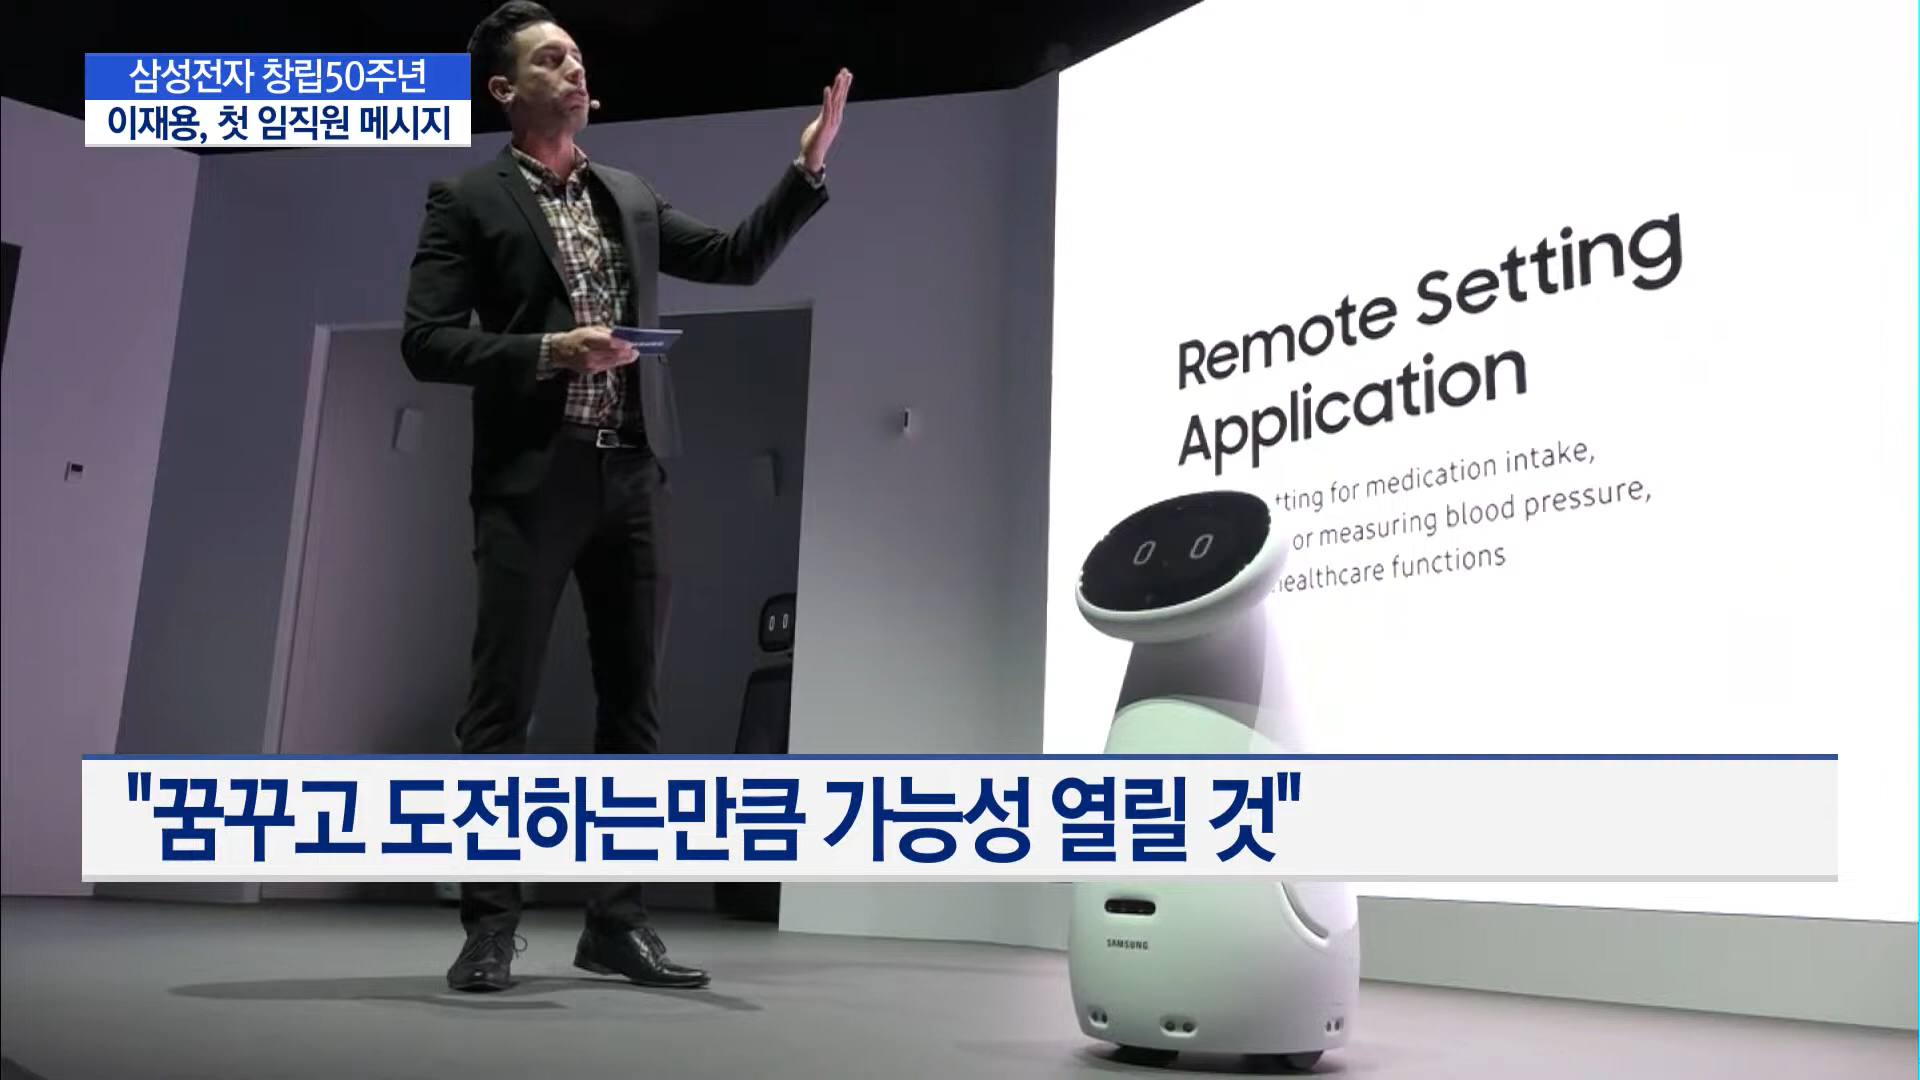 삼성전자 창립50주년
이재용, 첫 임직원 메시지
Remote Setting
Application
for medication intake,
or measuring blood pressure,
functions
"꿈꾸고 도전하는만큼 가능성 열릴 것"
SAMSUNG